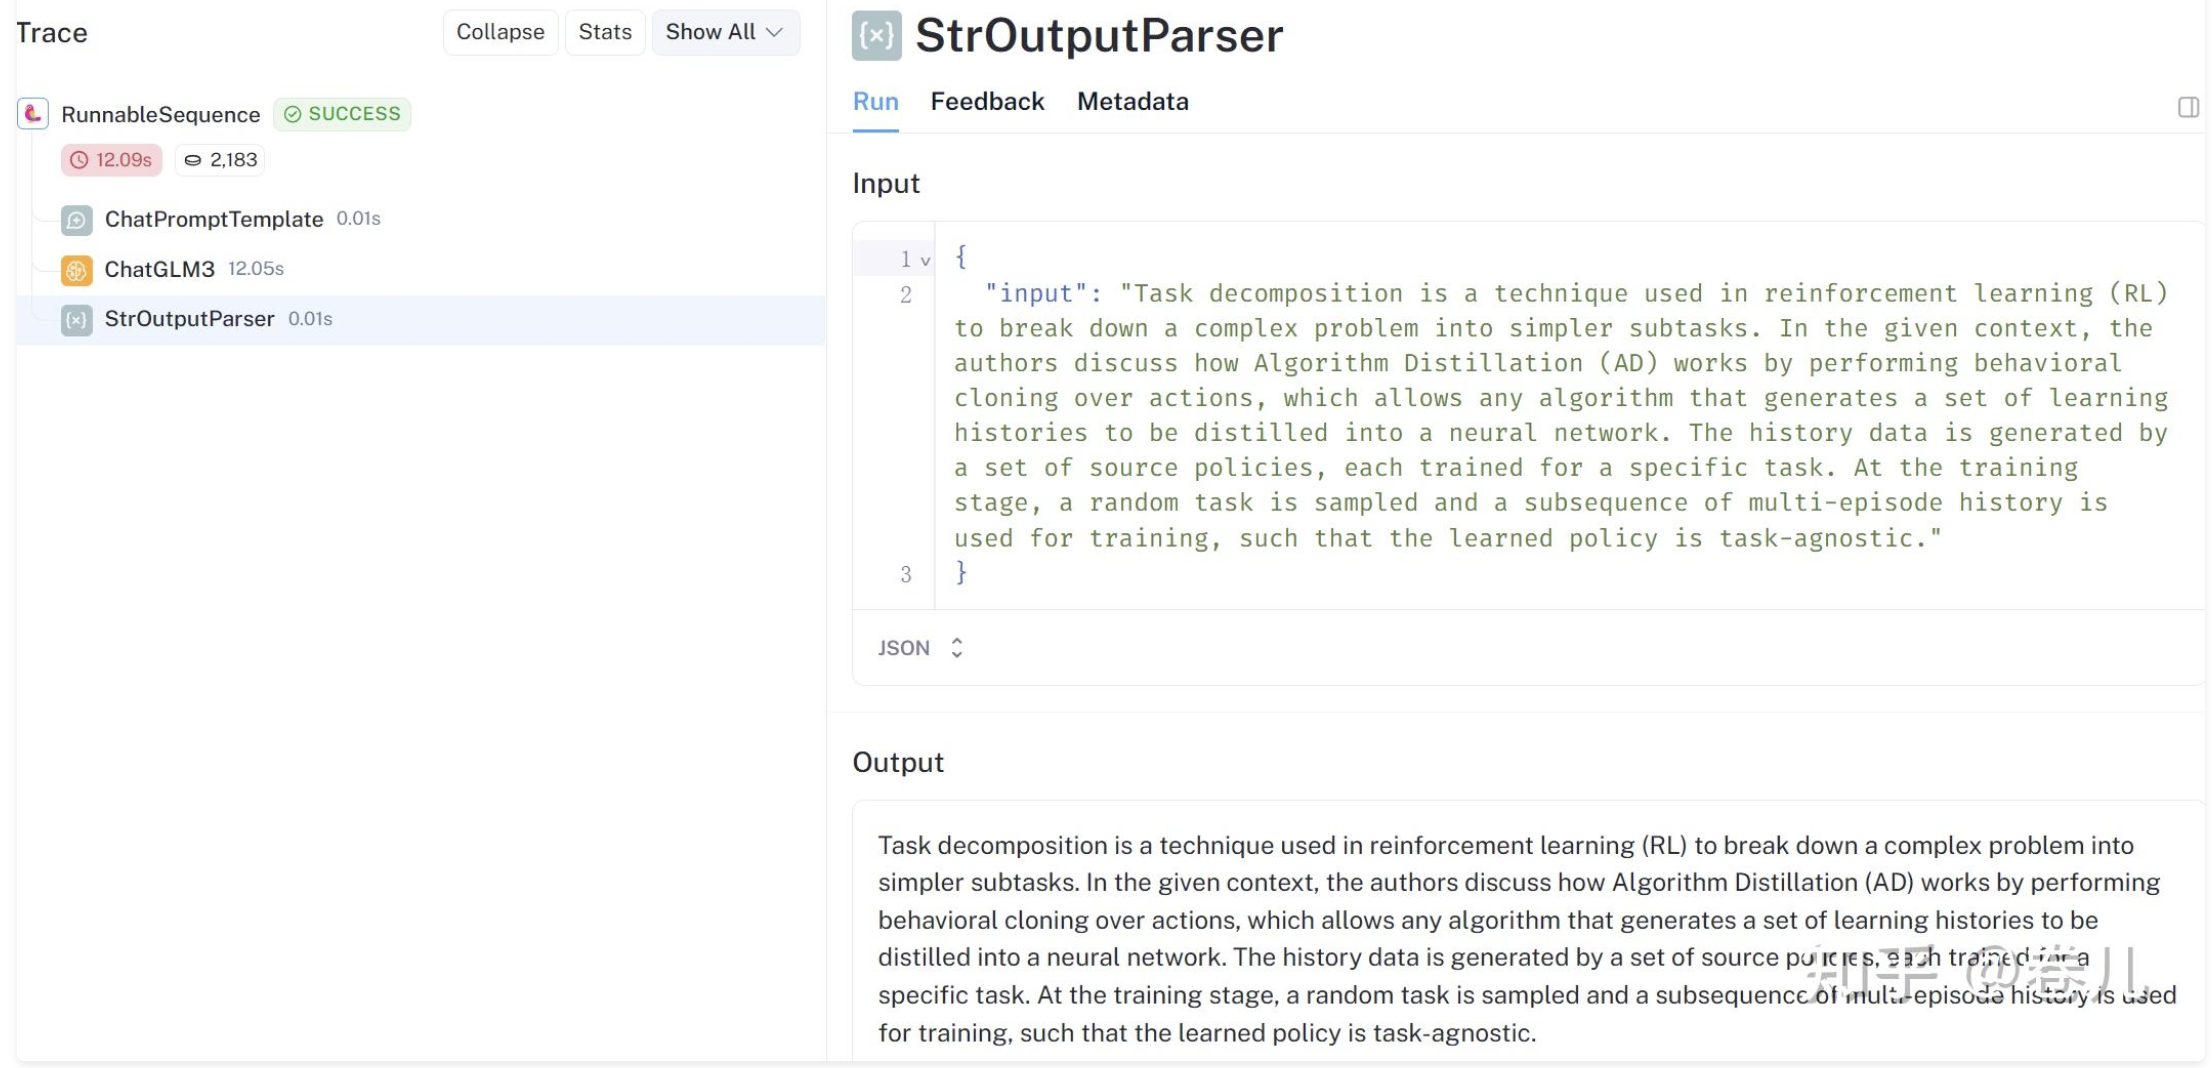 Trace
Collapse
Stats
Show All
RunnableSequence
SUCCESS
12.09s
2,183
ChatPromptTemplate 0.01s
ChatGLM3 12.05s
StrOutputParser 0.01s
{×} StrOutputParser
Run
Feedback
Metadata
Input
1 {
2 "input": "Task decomposition is a technique used in reinforcement learning (RL)
to break down a complex problem into simpler subtasks. In the given context, the
authors discuss how Algorithm Distillation (AD) works by performing behavioral
cloning over actions, which allows any algorithm that generates a set of learning
histories to be distilled into a neural network. The history data is generated by
a set of source policies, each trained for a specific task. At the training
stage, a random task is sampled and a subsequence of multi-episode history is
used for training, such that the learned policy is task-agnostic."
3 }
JSON
Output
Task decomposition is a technique used in reinforcement learning (RL) to break down a complex problem into
simpler subtasks. In the given context, the authors discuss how Algorithm Distillation (AD) works by performing
behavioral cloning over actions, which allows any algorithm that generates a set of learning histories to be
distilled into a neural network. The history data is generated by a set of source policies, each trained for a
specific task. At the training stage, a random task is sampled and a subsequence of multi-episode history is used
for training, such that the learned policy is task-agnostic.
知乎 @卷儿